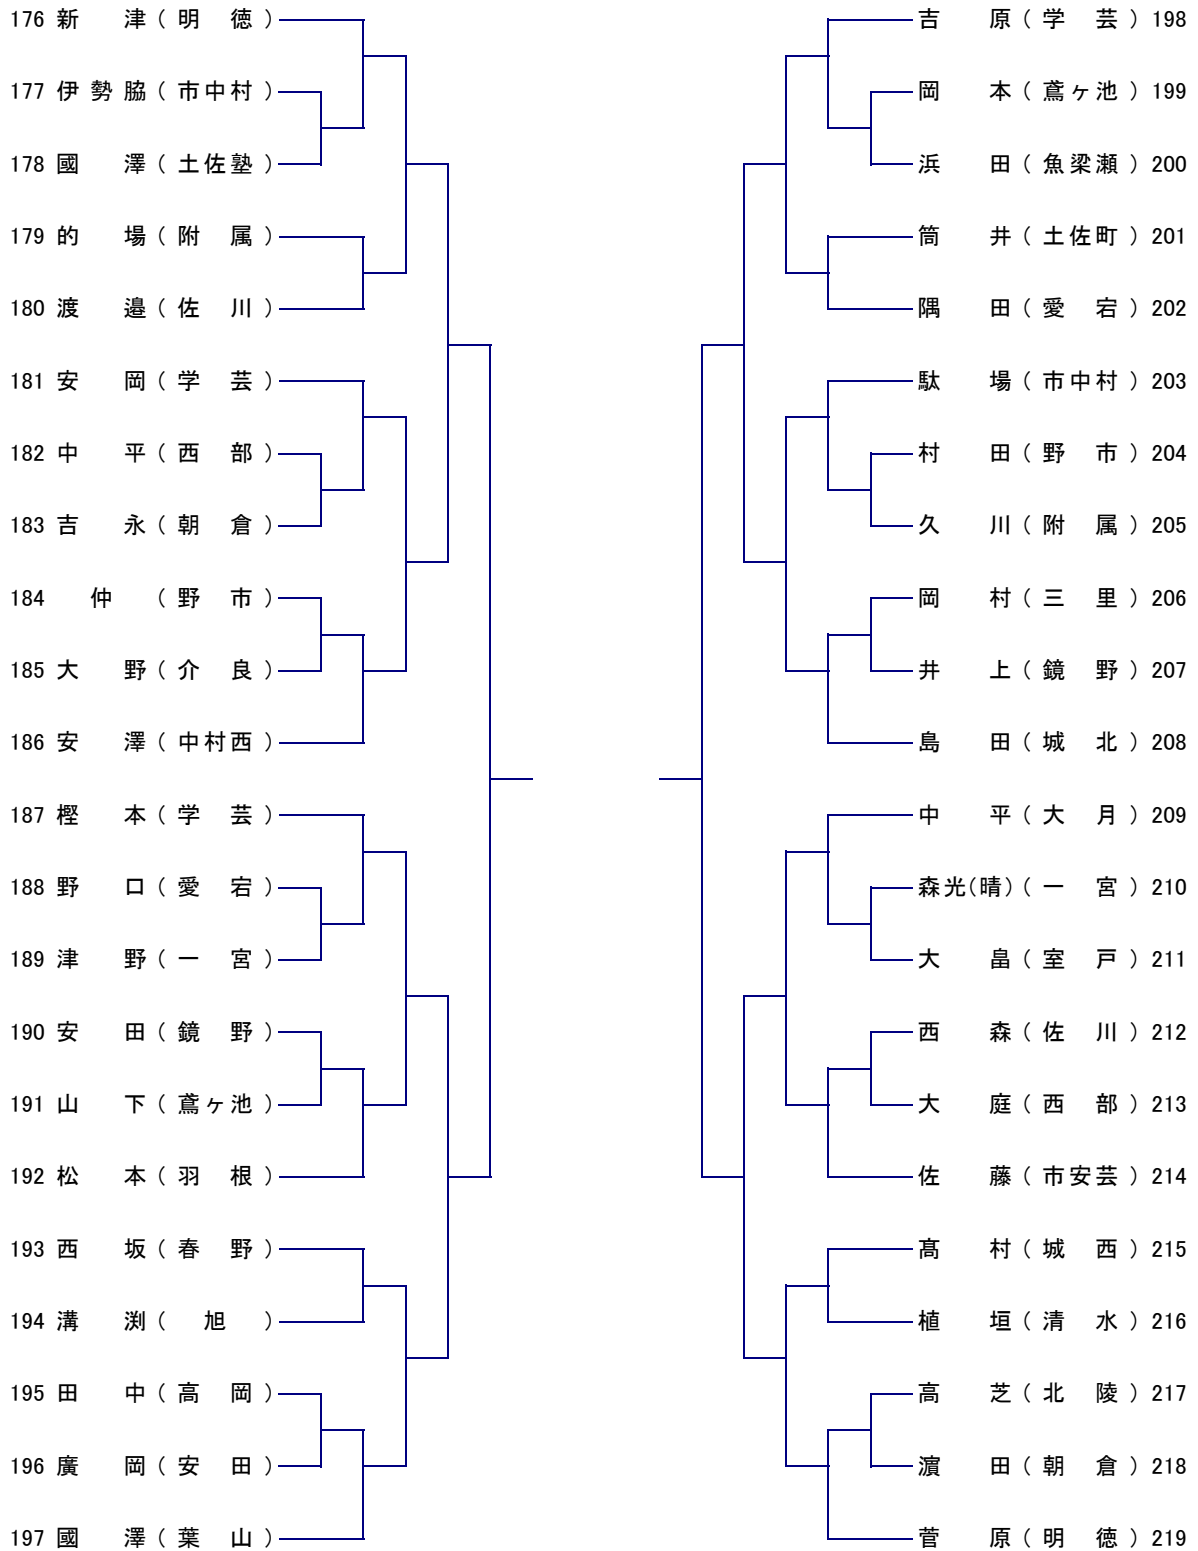 176 新 津 ( 明 徳 )
177 伊 勢 脇 ( 市中村 )
178 國 澤 ( 土佐塾 )
179 的 場 ( 附 属 )
180 渡 邉 ( 佐 川 )
181 安 岡 ( 学 芸 )
182 中 平 ( 西 部 )
183 吉 永 ( 朝 倉 )
184 仲 ( 野 市 )
185 大 野 ( 介 良 )
186 安 澤 ( 中村西 )
187 樫 本 ( 学 芸 )
188 野 口 ( 愛 宕 )
189 津 野 ( 一 宮 )
190 安 田 ( 鏡 野 )
191 山 下 ( 鳶ヶ池 )
192 松 本 ( 羽 根 )
193 西 坂 ( 春 野 )
194 溝 渕 ( 旭 )
195 田 中 ( 高 岡 )
196 廣 岡 ( 安 田 )
197 國 澤 ( 葉 山 )
吉 原 ( 学 芸 ) 198
岡 本 ( 鳶ヶ池 ) 199
浜 田 ( 魚梁瀬 ) 200
筒 井 ( 土佐町 ) 201
隅 田 ( 愛 宕 ) 202
駄 場 ( 市中村 ) 203
村 田 ( 野 市 ) 204
久 川 ( 附 属 ) 205
岡 村 ( 三 里 ) 206
井 上 ( 鏡 野 ) 207
島 田 ( 城 北 ) 208
中 平 ( 大 月 ) 209
森光(晴) ( 一 宮 ) 210
大 畠 ( 室 戸 ) 211
西 森 ( 佐 川 ) 212
大 庭 ( 西 部 ) 213
佐 藤 ( 市安芸 ) 214
髙 村 ( 城 西 ) 215
植 垣 ( 清 水 ) 216
高 芝 ( 北 陵 ) 217
濵 田 ( 朝 倉 ) 218
菅 原 ( 明 徳 ) 219